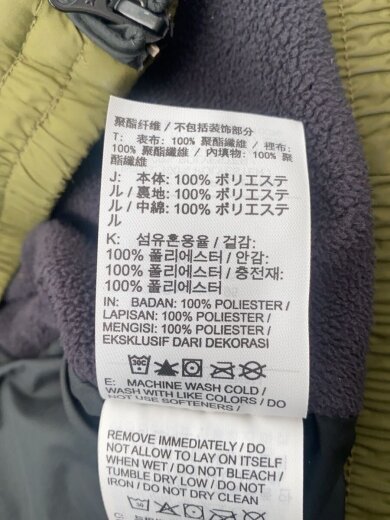 聚酯纤维 / 不包括装饰部分
T: 表布: 100% 聚酯纖維 / 裡布:
100% 聚酯纖維 / 內填物: 100% 聚
酯纖維
J: 本体: 100% ポリエステ
ル / 裏地: 100% ポリエステ
ル / 中綿: 100% ポリエステ
ル
K: 섬유혼용율 / 겉감:
100% 폴리에스터 / 안감:
100% 폴리에스터 / 충전재:
100% 폴리에스터
IN: BADAN: 100% POLIESTER /
LAPISAN: 100% POLIESTER /
MENGISI: 100% POLIESTER /
EKSKLUSIF DARI DEKORASI
30C
E: MACHINE WASH COLD /
WASH WITH LIKE COLORS / DO
NOT USE SOFTENERS /
REMOVE IMMEDIATELY / DO
NOT ALLOW TO LAY ON ITSELF
WHEN WET / DO NOT BLEACH /
TUMBLE DRY LOW / DO NOT
IRON / DO NOT DRY CLEAN